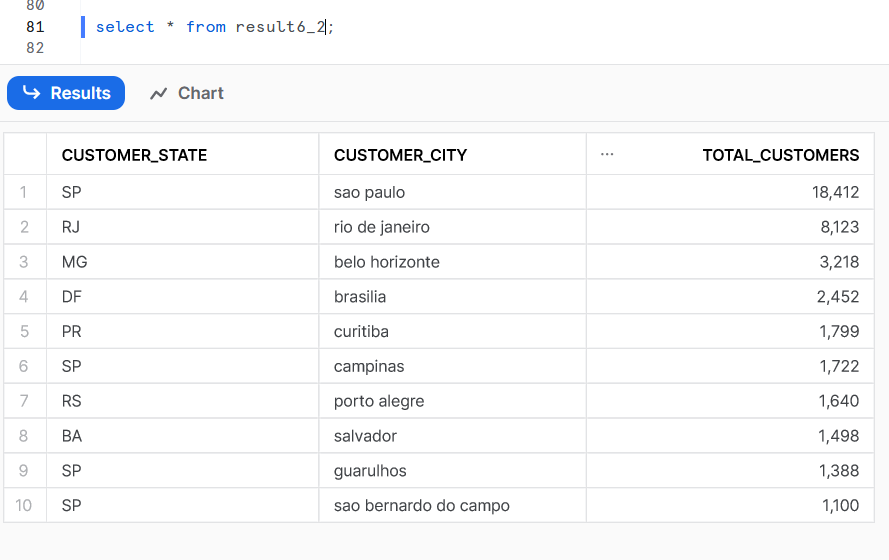 80
81 select * from result6_2;
82
Results Chart
CUSTOMER_STATE CUSTOMER_CITY ... TOTAL_CUSTOMERS
1 SP sao paulo 18,412
2 RJ rio de janeiro 8,123
3 MG belo horizonte 3,218
4 DF brasilia 2,452
5 PR curitiba 1,799
6 SP campinas 1,722
7 RS porto alegre 1,640
8 BA salvador 1,498
9 SP guarulhos 1,388
10 SP sao bernardo do campo 1,100